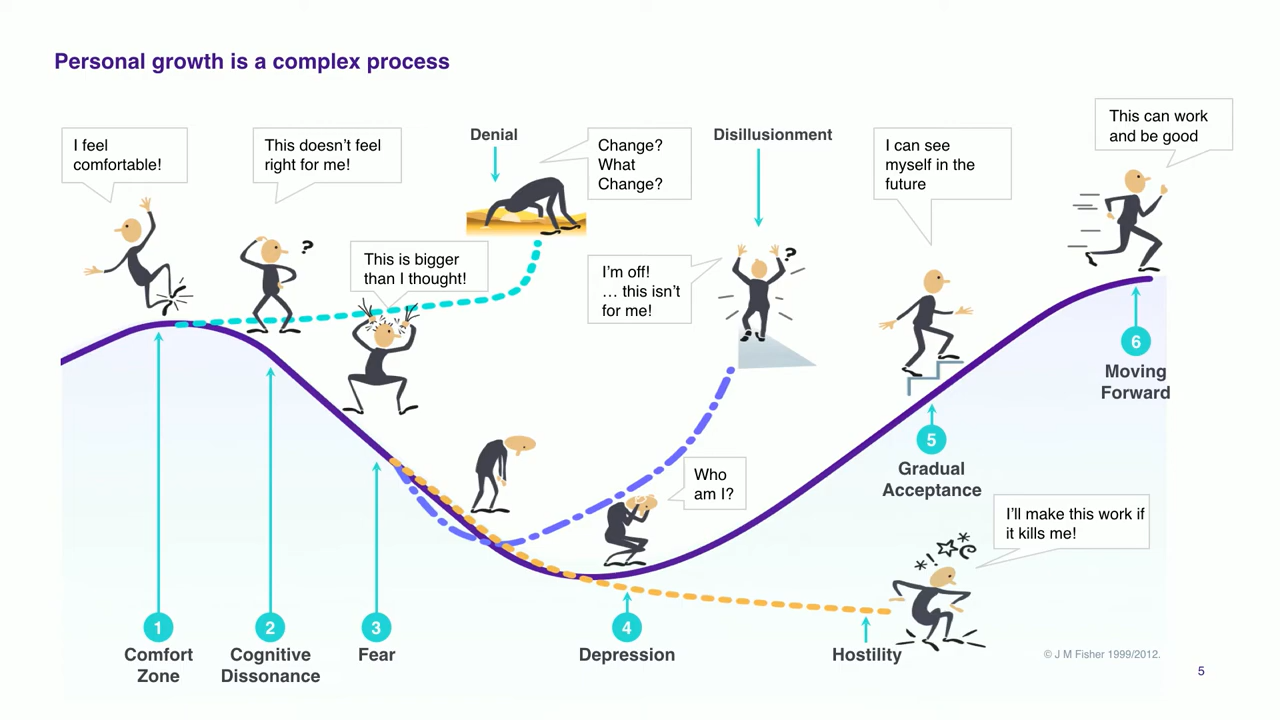 Personal growth is a complex process
I feel
comfortable!
This doesn't feel
right for me!
This is bigger
than I thought!
Denial
Change?
What
Change?
Disillusionment
I'm off!
… this isn't
for me!
I can see
myself in the
future
This can work
and be good
?
?
Who
am I?
I'll make this work if
it kills me!
1
Comfort
Zone
2
Cognitive
Dissonance
3
Fear
4
Depression
Hostility
5
Gradual
Acceptance
6
Moving
Forward
© J M Fisher 1999/2012.
5